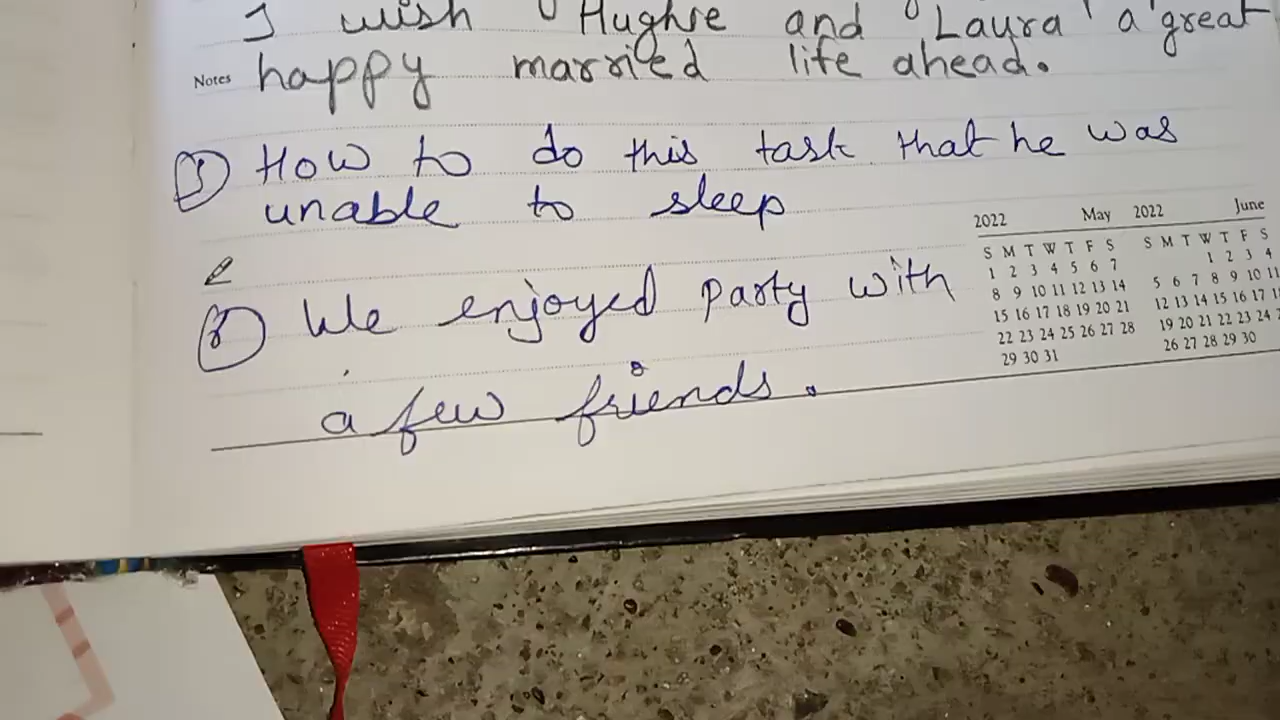 I wish Hughre and Laura a great
Notes happy married life ahead.
How to do this task that he was
unable to sleep
We enjoyed party with
a few friends.
2022 May 2022 June
S M T W T F S S M T W T F S
1 2 3 4 5 6 7 1 2 3 4
8 9 10 11 12 13 14 5 6 7 8 9 10 11
15 16 17 18 19 20 21 12 13 14 15 16 17
22 23 24 25 26 27 28 19 20 21 22 23 24
29 30 31 26 27 28 29 30